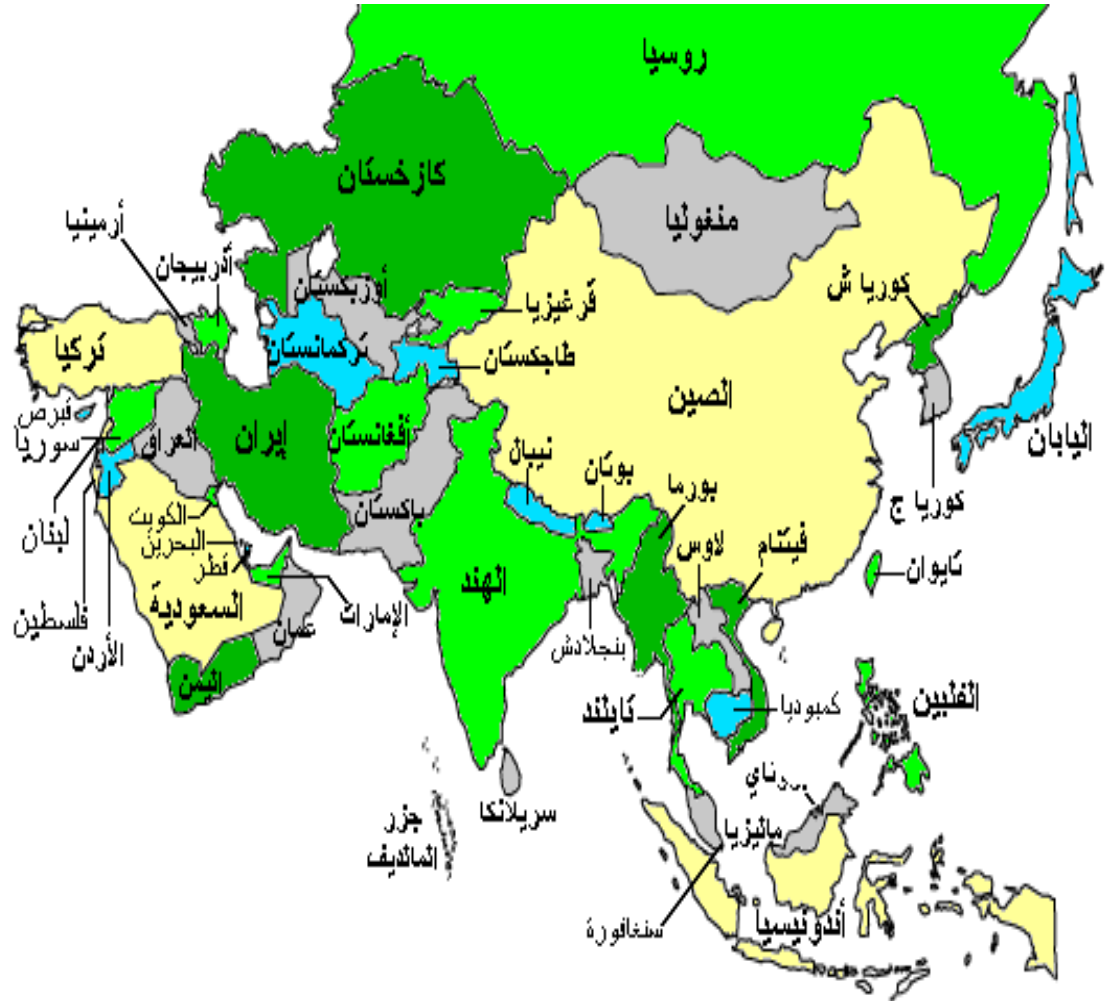 روسيا
كازخستان
منغوليا
أرمينيا
أذربيجان
أوزبكستان
قرغيزيا
كوريا ش
تركيا
تركمانستان
طاجكستان
الصين
قبرص
سوريا
العراق
إيران
أفغانستان
نيبال
بوتان
بورما
اليابان
لبنان
الكويت
باكستان
كوريا ج
البحرين
قطر
لاوس
فيتنام
تايوان
فلسطين
السعودية
الإمارات
الهند
الأردن
عمان
بنجلادش
اليمن
تايلند
كمبوديا
الفلبين
سريلانكا
جزر
المالديف
ماليزيا
سنغافورة
أندونيسيا